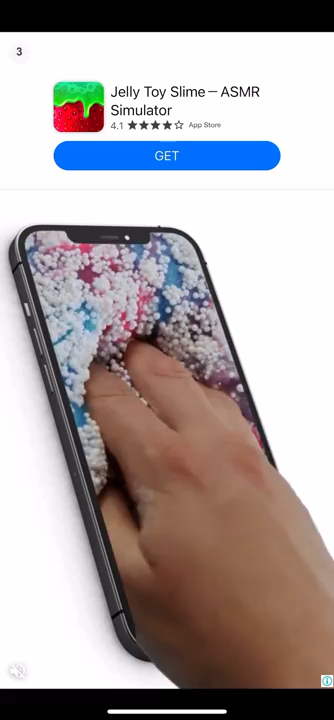 3
Jelly Toy Slime – ASMR
Simulator
4.1 ★★★★☆ App Store
GET